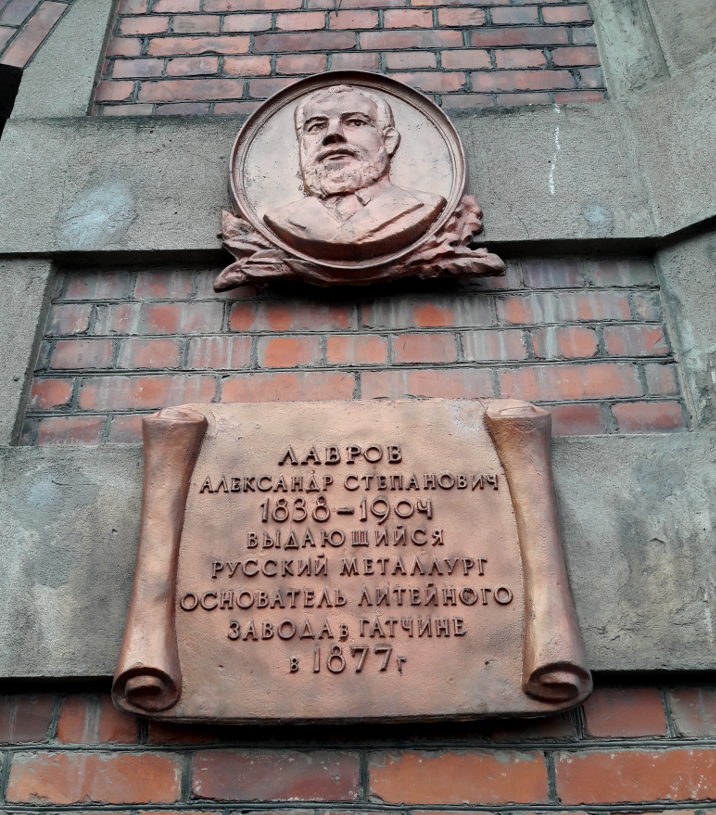 ЛАВРОВ
АЛЕКСАНДР СТЕПАНОВИЧ
1838-1904
ВЫДАЮЩИЙСЯ
РУССКИЙ МЕТАЛЛУРГ
ОСНОВАТЕЛЬ ЛИТЕЙНОГО
ЗАВОДА в ГАТЧИНЕ
в 1877 г